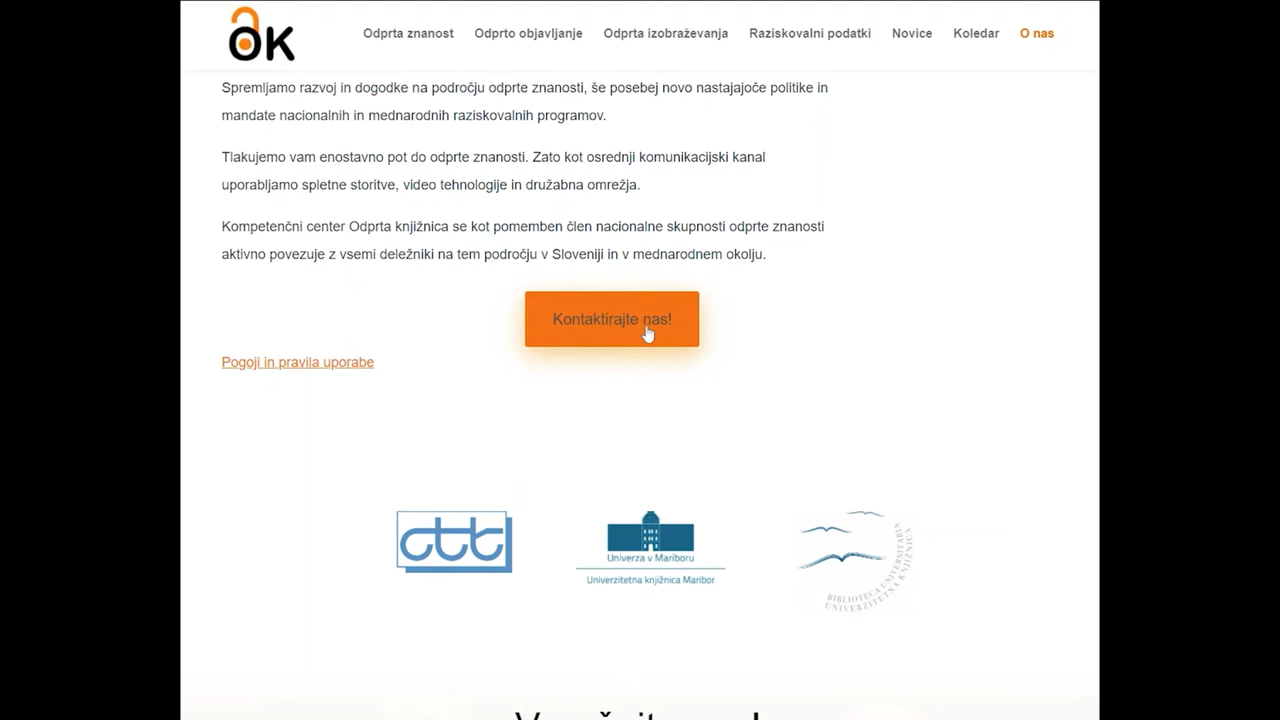 OK
Odprta znanost
Odprto objavljanje
Odprta izobraževanja
Raziskovalni podatki
Novice
Koledar
O nas
Spremljamo razvoj in dogodke na področju odprte znanosti, še posebej novo nastajajoče politike in
mandate nacionalnih in mednarodnih raziskovalnih programov.
Tlakujemo vam enostavno pot do odprte znanosti. Zato kot osrednji komunikacijski kanal
uporabljamo spletne storitve, video tehnologije in družabna omrežja.
Kompetenčni center Odprta knjižnica se kot pomemben člen nacionalne skupnosti odprte znanosti
aktivno povezuje z vsemi deležniki na tem področju v Sloveniji in v mednarodnem okolju.
Kontaktirajte nas!
Pogoji in pravila uporabe
ctk
Univerza v Mariboru
Univerzitetna knjižnica Maribor
BIBLIOTECA UNIVERSITARIA
UNIVERZITETNA KNJIŽNICA